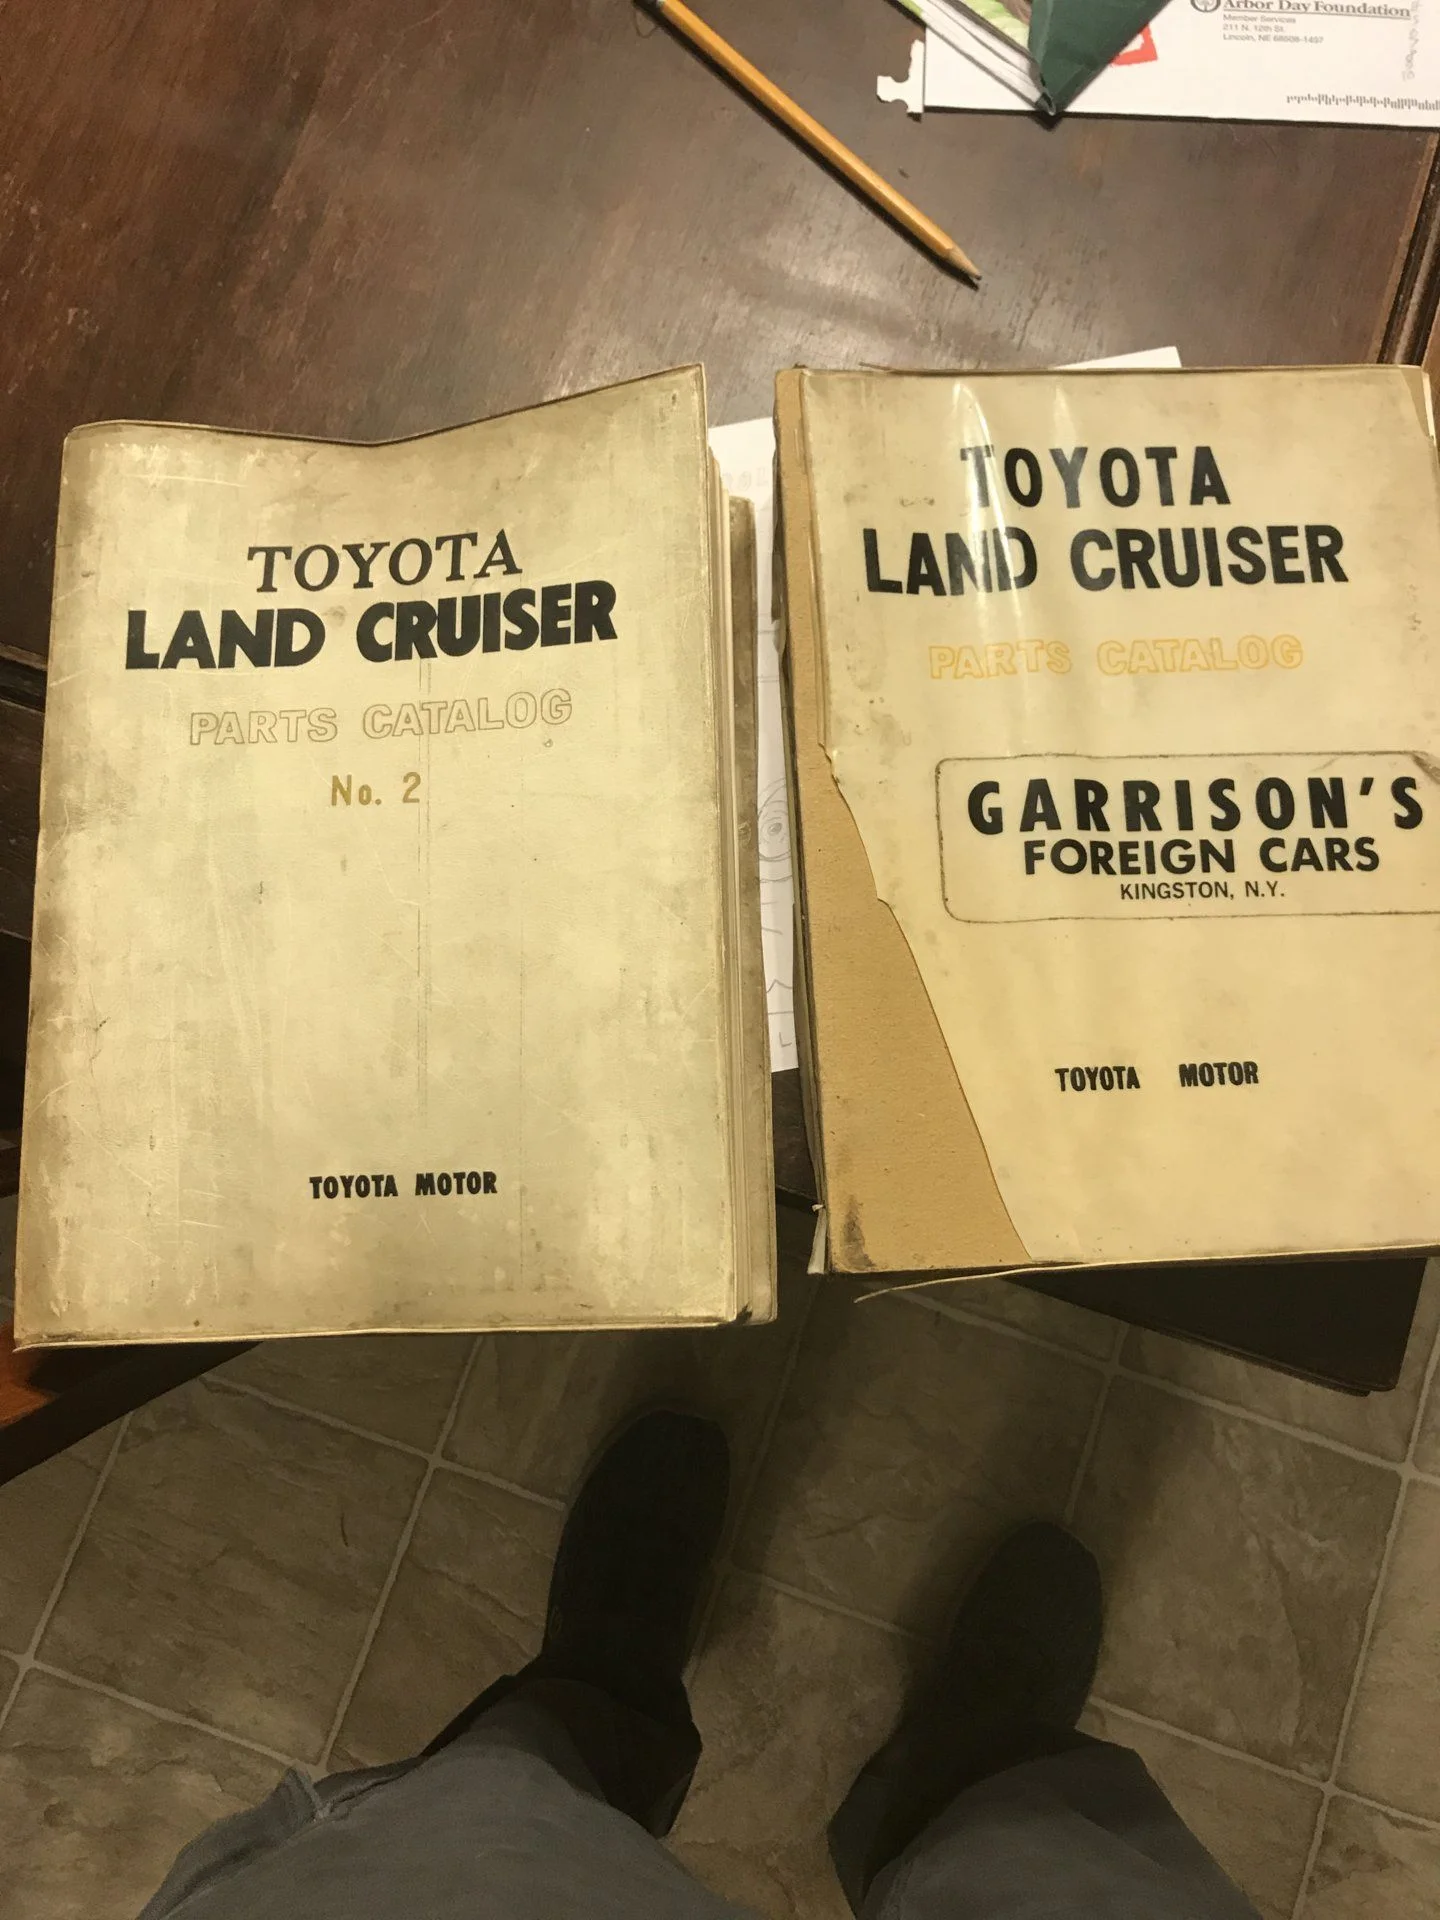 Arbor Day Foundation
Member Services
211 N. 12th St.
Lincoln, NE 68508-1497
TOYOTA
LAND CRUISER
PARTS CATALOG
No. 2
TOYOTA MOTOR
TOYOTA
LAND CRUISER
PARTS CATALOG
GARRISON'S
FOREIGN CARS
KINGSTON, N.Y.
TOYOTA MOTOR